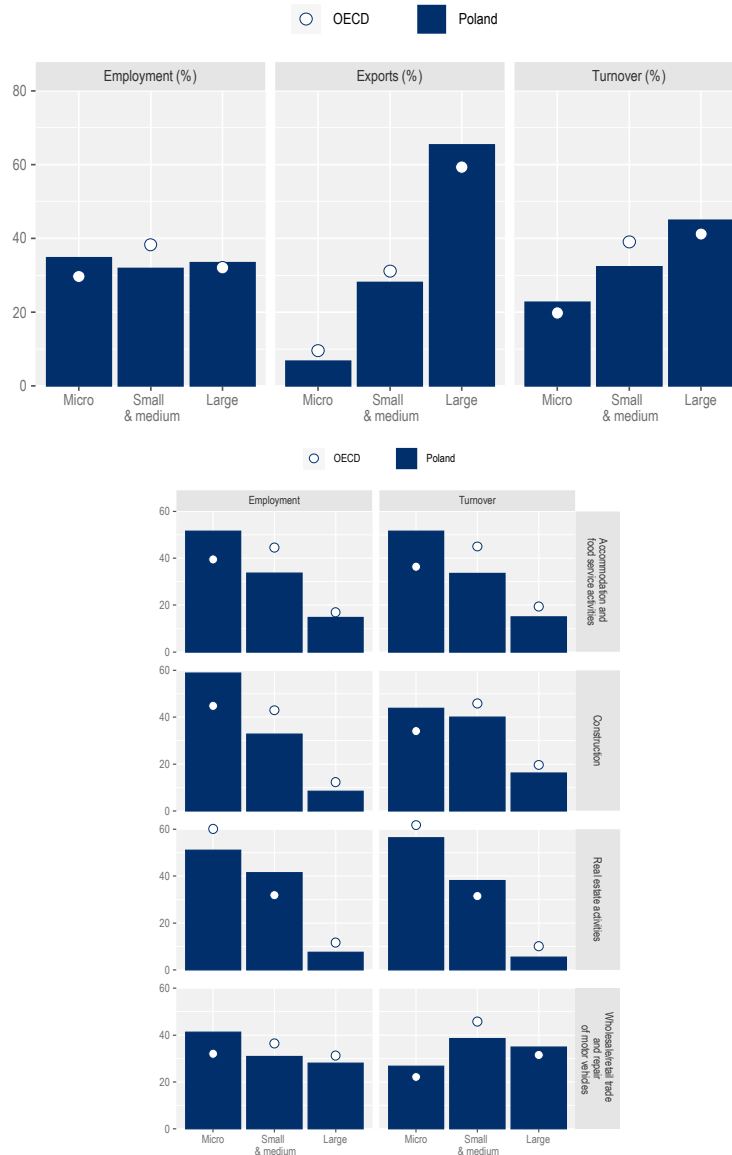 OECD Poland
Employment (%) Exports (%) Turnover (%)
80
60
40
20
0
Micro Small Large Micro Small Large Micro Small Large
& medium & medium & medium
OECD Poland
Employment Turnover
60
40
20
0
Accommodation and
food service activities
60
40
20
0
Construction
60
40
20
0
Real estate activities
60
40
20
0
Wholesale/retail trade
and repair
of motor vehicles
Micro Small Large Micro Small Large
& medium & medium